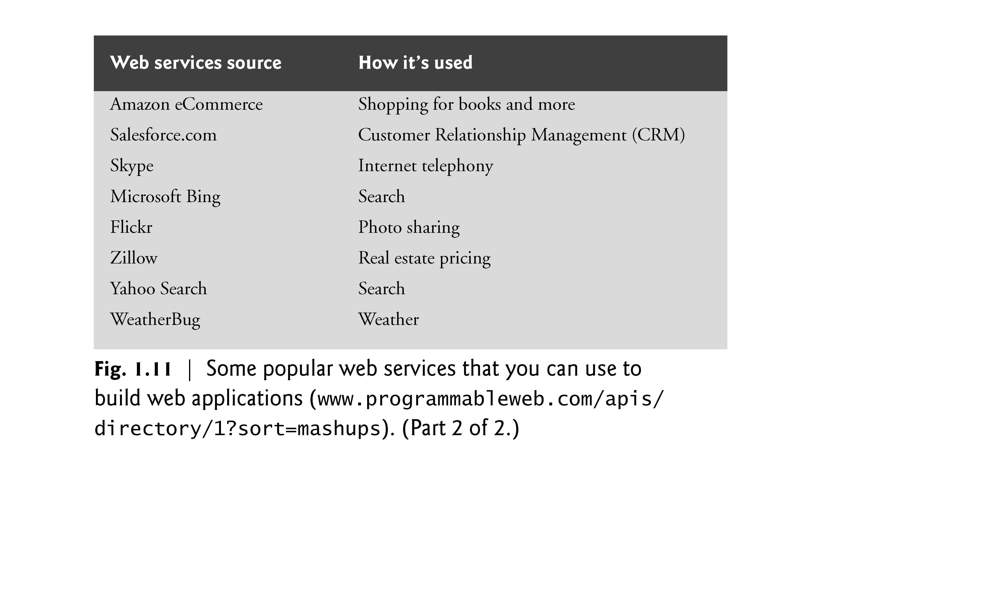 Web services source How it’s used
Amazon eCommerce Shopping for books and more
Salesforce.com Customer Relationship Management (CRM)
Skype Internet telephony
Microsoft Bing Search
Flickr Photo sharing
Zillow Real estate pricing
Yahoo Search Search
WeatherBug Weather
Fig. 1.11 | Some popular web services that you can use to
build web applications (www.programmableweb.com/apis/
directory/1?sort=mashups). (Part 2 of 2.)